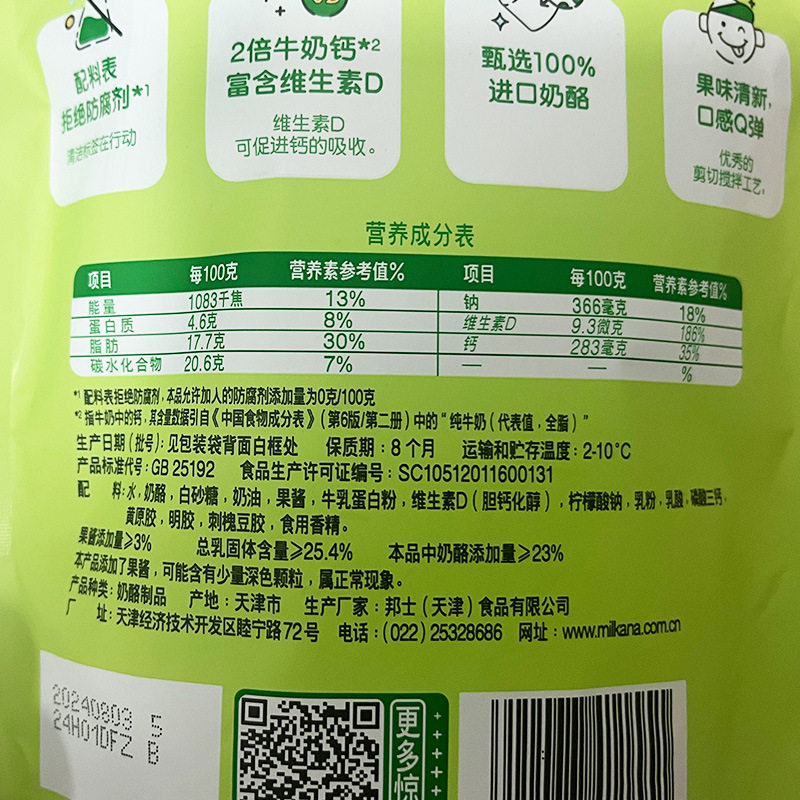 配料表
拒绝防腐剂*1
清洁标签在行动
2倍牛奶钙*2
富含维生素D
维生素D
可促进钙的吸收。
甄选100%
进口奶酪
果味清新,
口感Q弹
优秀的
剪切搅拌工艺,
营养成分表
项目 每100克 营养素参考值% 项目 每100克 营养素参考值%
能量 1083千焦 13% 钠 366毫克 18%
蛋白质 4.6克 8% 维生素D 9.3微克 186%
脂肪 17.7克 30% 钙 283毫克 35%
碳水化合物 20.6克 7% — — %
*1 配料表拒绝防腐剂,本品允许加入的防腐剂添加量为0克/100克
*2 指牛奶中的钙,其含量数据引自《中国食物成分表》(第6版/第二册)中的“纯牛奶(代表值,全脂)”
生产日期(批号):见包装袋背面白框处 保质期:8个月 运输和贮存温度:2-10°C
产品标准代号:GB 25192 食品生产许可证编号:SC10512011600131
配 料:水,奶酪,白砂糖,奶油,果酱,牛乳蛋白粉,维生素D(胆钙化醇),柠檬酸钠,乳粉,乳酸,磷酸三钙,
黄原胶,明胶,刺槐豆胶,食用香精。
果酱添加量≥3% 总乳固体含量≥25.4% 本品中奶酪添加量≥23%
本产品添加了果酱,可能含有少量深色颗粒,属正常现象。
产品种类:奶酪制品 产地:天津市 生产厂家:邦士(天津)食品有限公司
厂 址:天津经济技术开发区睦宁路72号 电话:(022)25328686 网址:www.milkana.com.cn
20240803 5
24H01DFZ B
更多惊